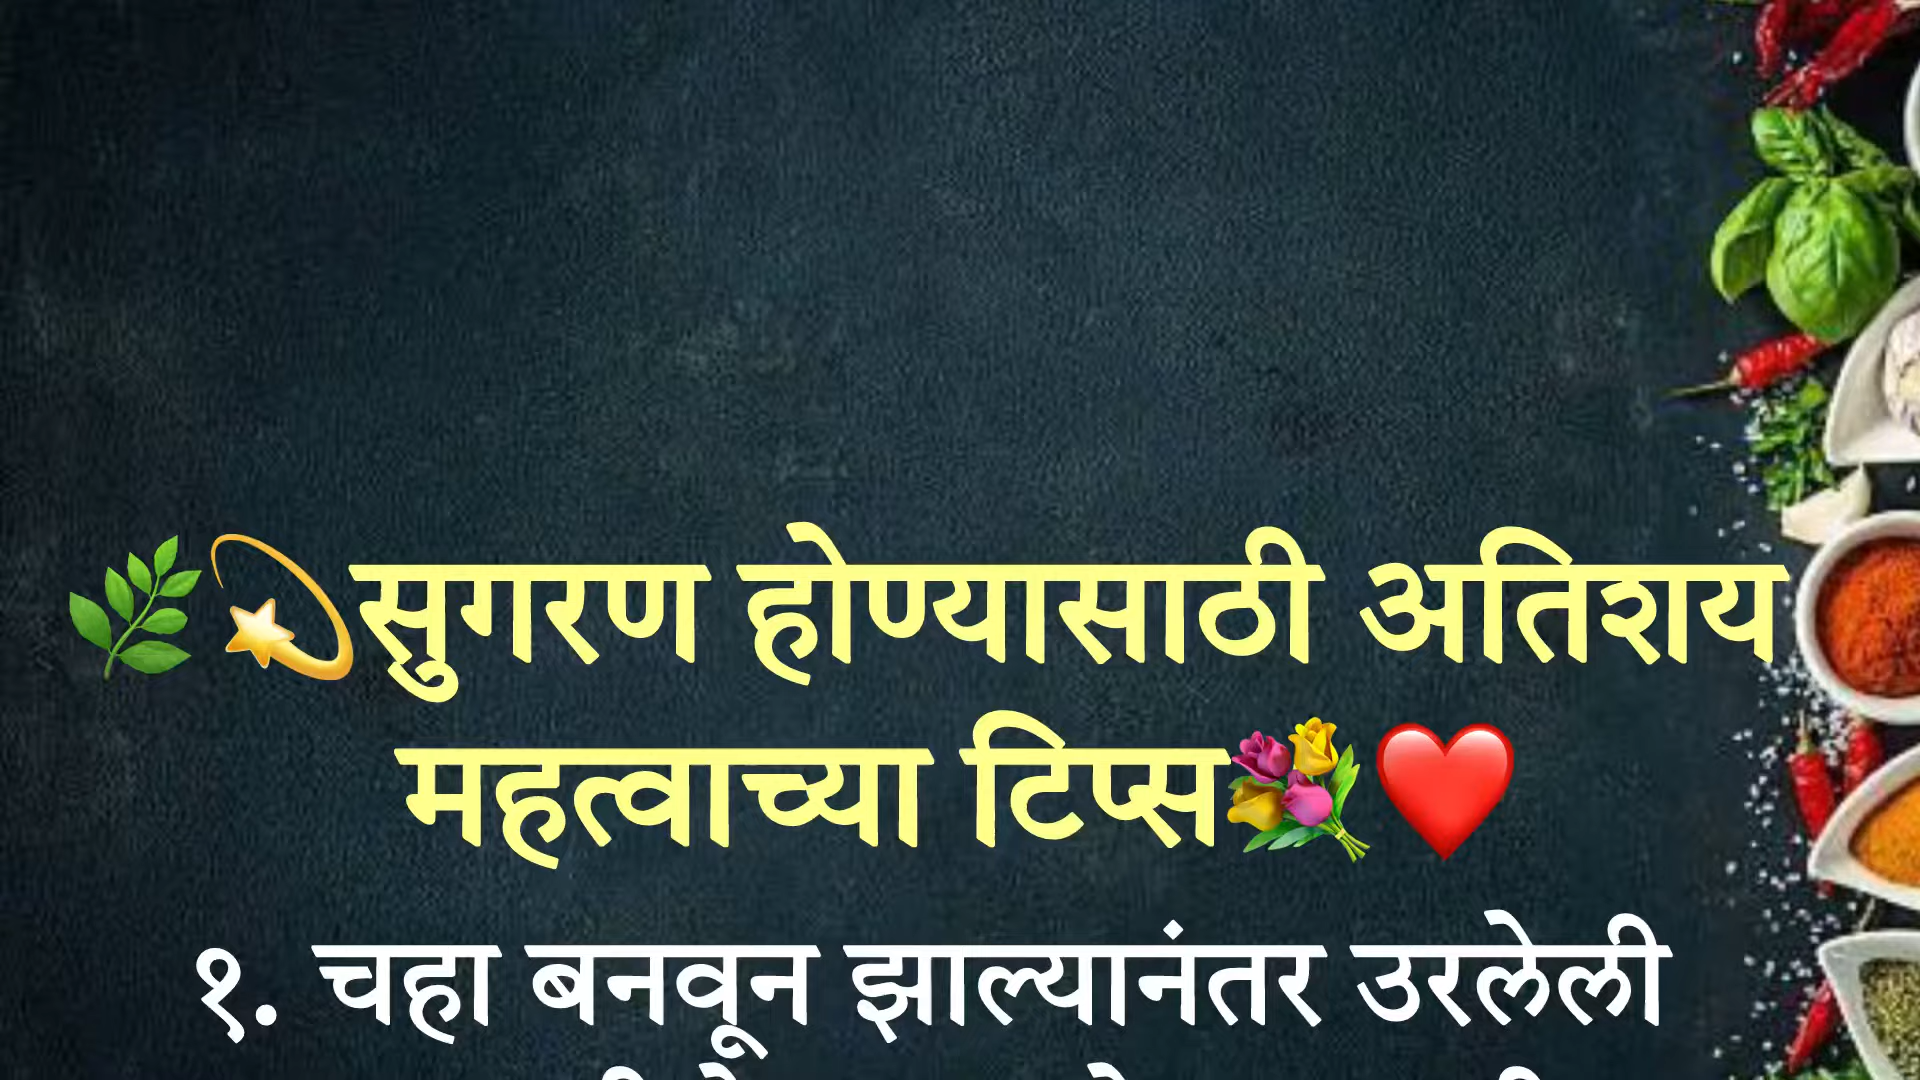 🌿💫सुगरण होण्यासाठी अतिशय
महत्वाच्या टिप्स💐❤️
१. चहा बनवून झाल्यानंतर उरलेली